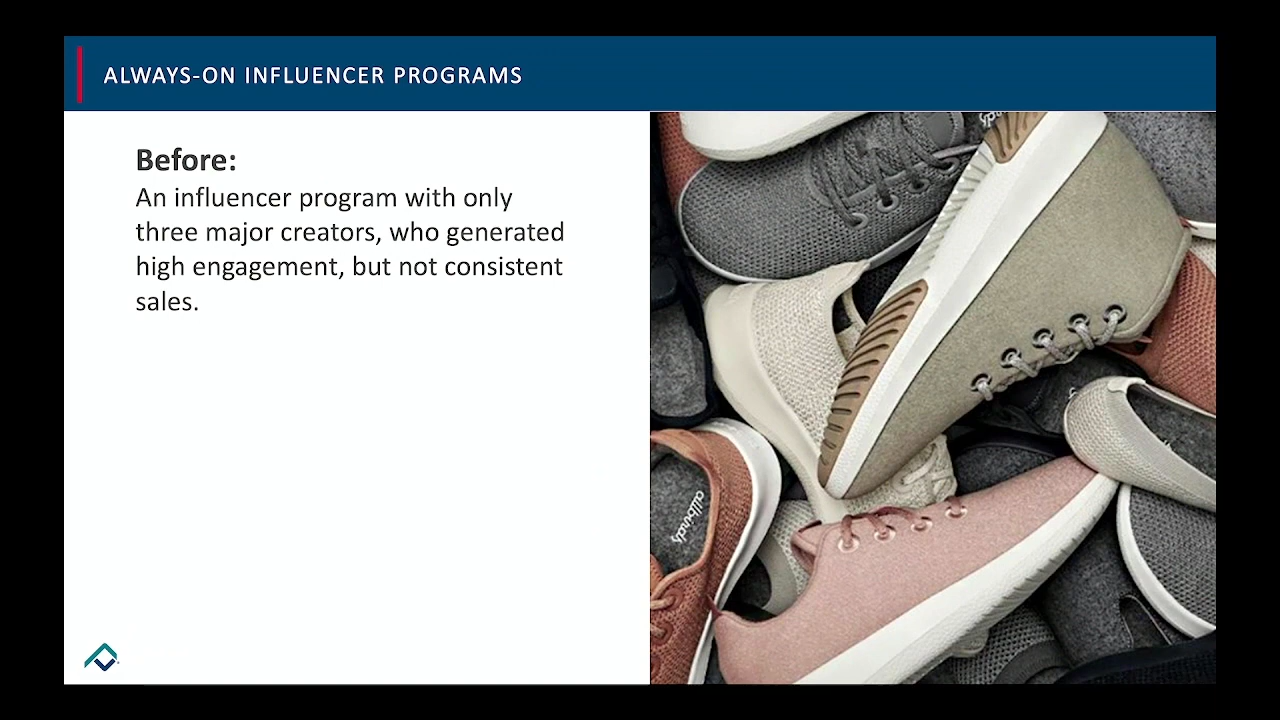 ALWAYS-ON INFLUENCER PROGRAMS
Before:
An influencer program with only
three major creators, who generated
high engagement, but not consistent
sales.
allbirds